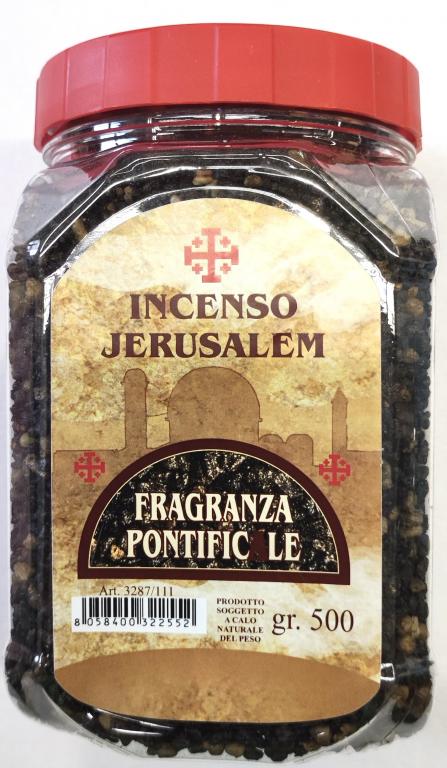 INCENSO
JERUSALEM
FRAGRANZA
PONTIFICALE
Art. 3287/111
8 058400 322552
PRODOTTO
SOGGETTO
A CALO
NATURALE
DEL PESO
gr. 500